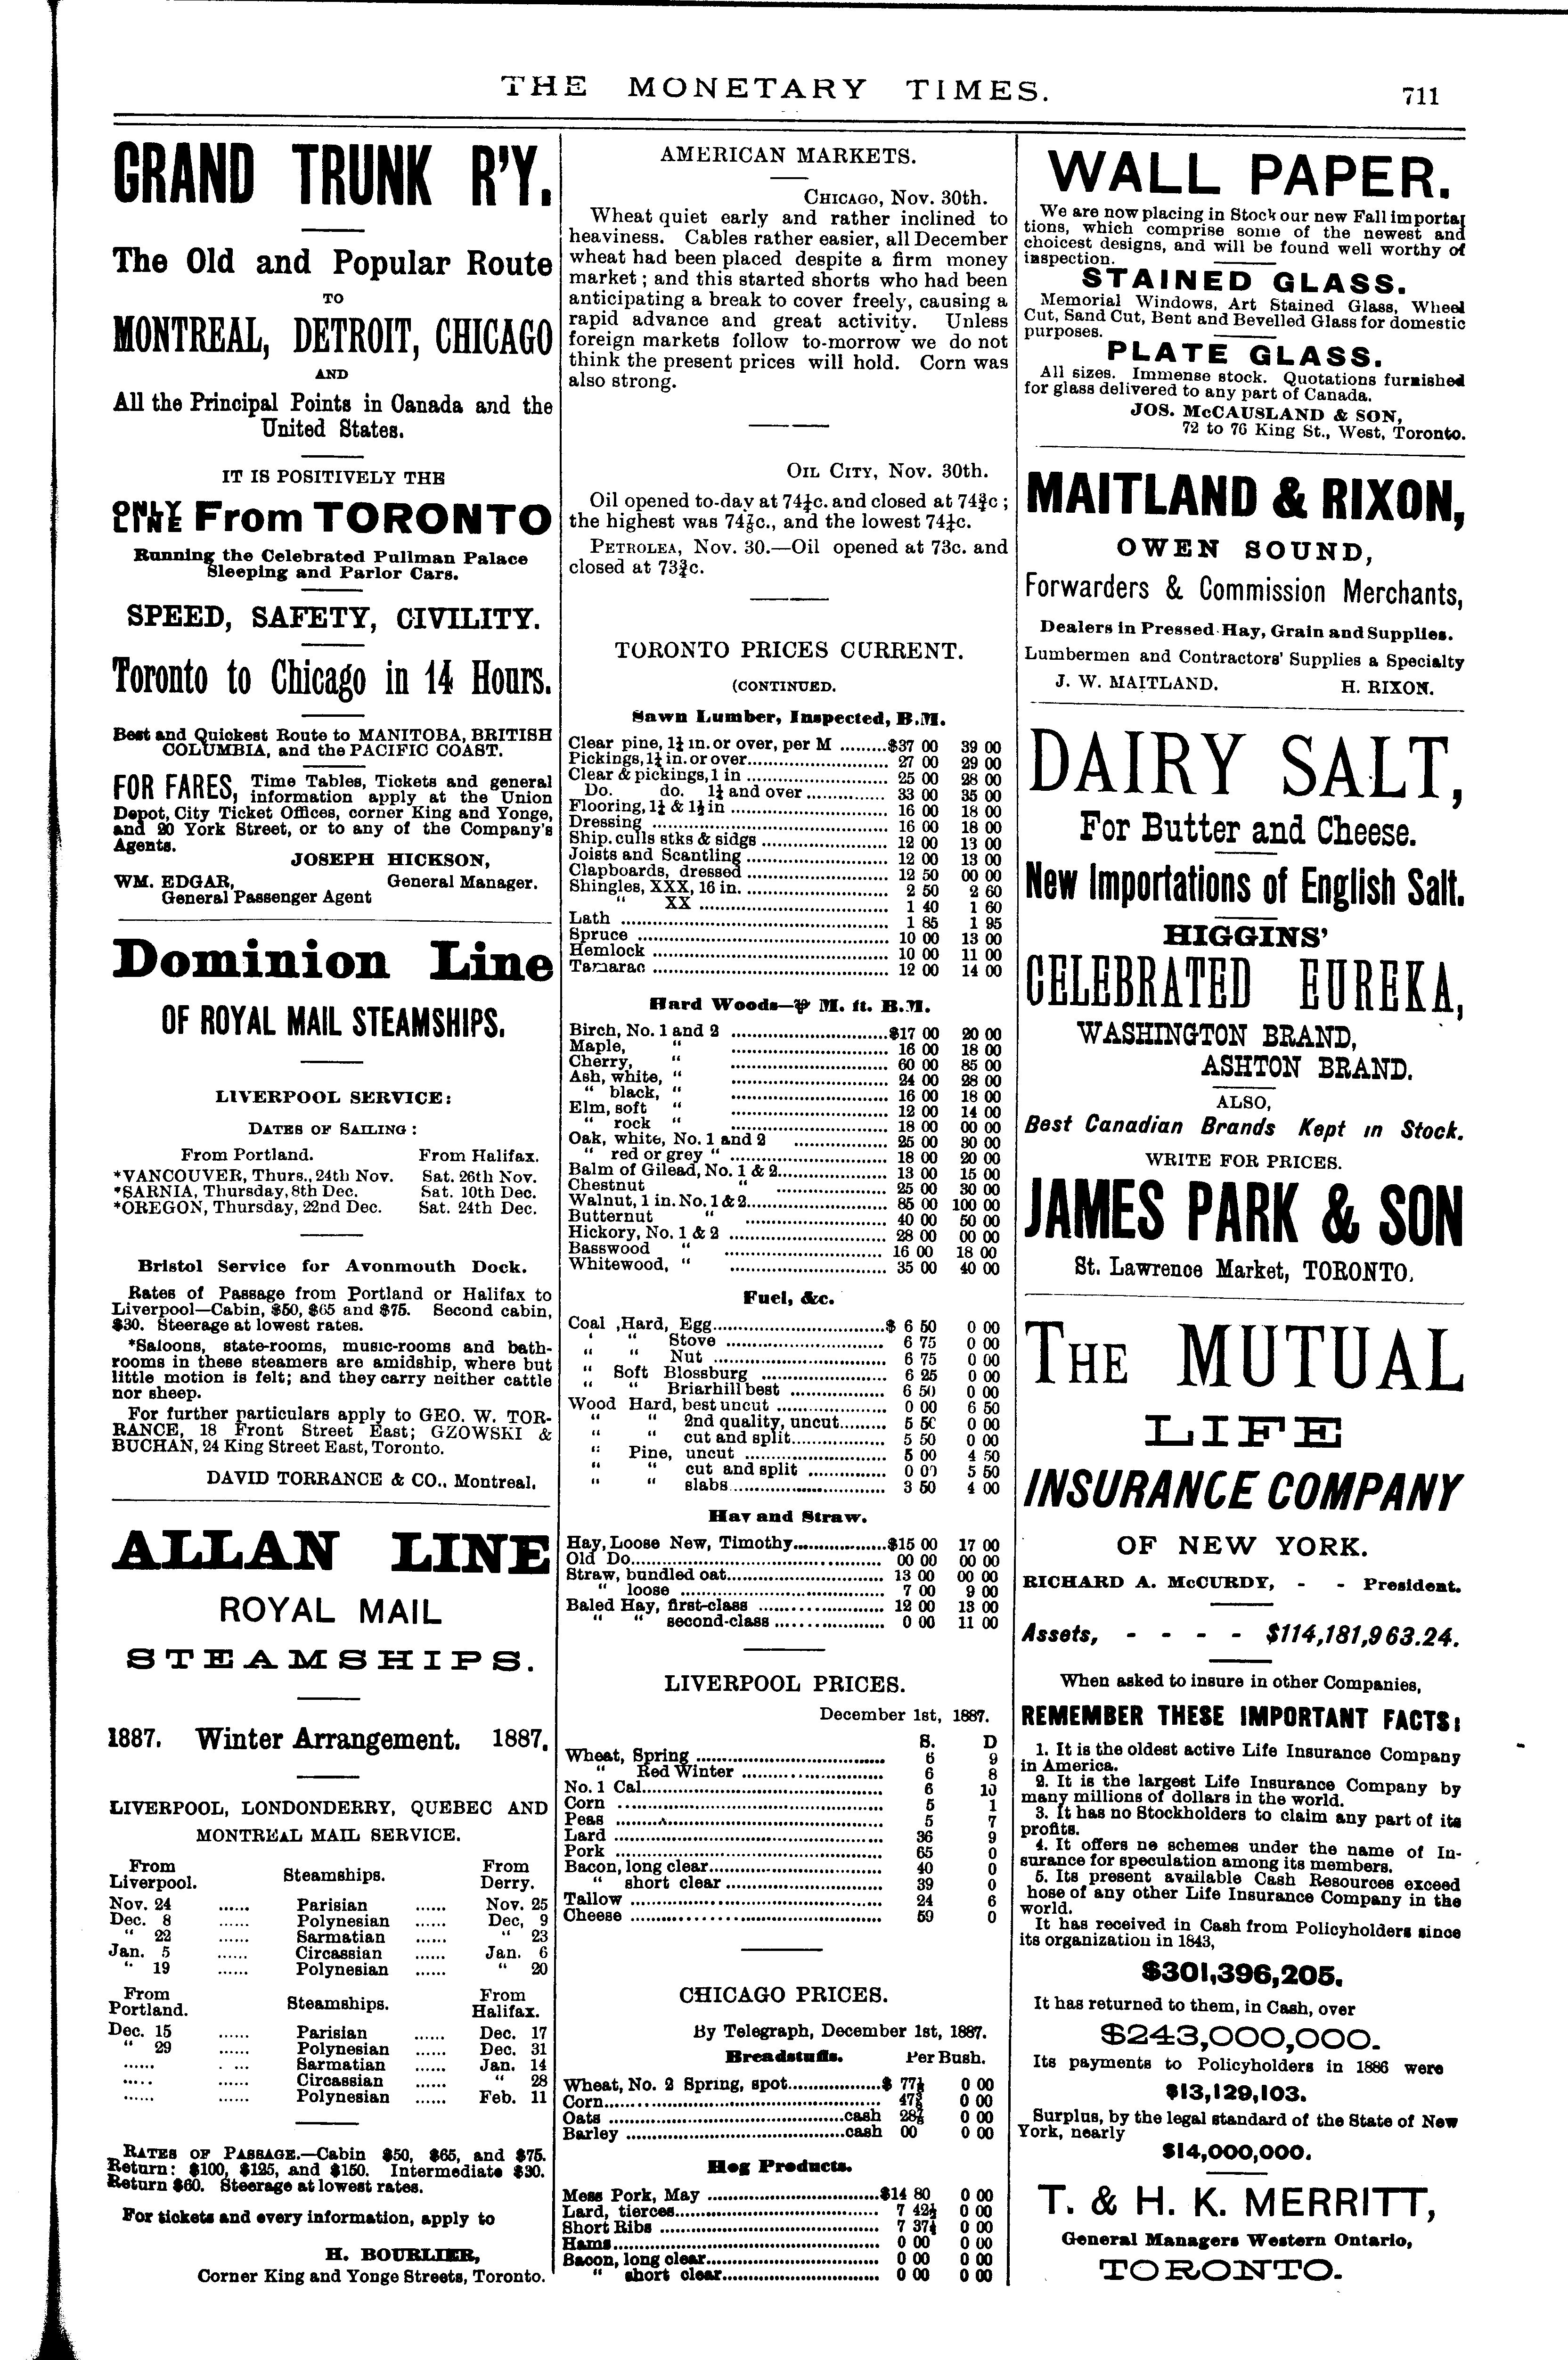 THE MONETARY TIMES.
711
GRAND TRUNK R'Y.
The Old and Popular Route
TO
MONTREAL, DETROIT, CHICAGO
AND
All the Principal Points in Canada and the
United States.
IT IS POSITIVELY THE
ONLY LINE From TORONTO
Running the Celebrated Pullman Palace
Sleeping and Parlor Cars.
SPEED, SAFETY, CIVILITY.
Toronto to Chicago in 14 Hours.
Best and Quickest Route to MANITOBA, BRITISH
COLUMBIA, and the PACIFIC COAST.
FOR FARES, Time Tables, Tickets and general
information apply at the Union
Depot, City Ticket Offices, corner King and Yonge,
and 20 York Street, or to any of the Company's
Agents.
JOSEPH HICKSON,
WM. EDGAR, General Manager.
General Passenger Agent
Dominion Line
OF ROYAL MAIL STEAMSHIPS.
LIVERPOOL SERVICE:
DATES OF SAILING:
From Portland. From Halifax.
*VANCOUVER, Thurs., 24th Nov. Sat. 26th Nov.
*SARNIA, Thursday, 8th Dec. Sat. 10th Dec.
*OREGON, Thursday, 22nd Dec. Sat. 24th Dec.
Bristol Service for Avonmouth Dock.
Rates of Passage from Portland or Halifax to
Liverpool—Cabin, $50, $65 and $75. Second cabin,
$30. Steerage at lowest rates.
*Saloons, state-rooms, music-rooms and bath-
rooms in these steamers are amidship, where but
little motion is felt; and they carry neither cattle
nor sheep.
For further particulars apply to GEO. W. TOR-
RANCE, 18 Front Street East; GZOWSKI &
BUCHAN, 24 King Street East, Toronto.
DAVID TORRANCE & CO., Montreal,
ALLAN LINE
ROYAL MAIL
STEAMSHIPS.
1887. Winter Arrangement. 1887.
LIVERPOOL, LONDONDERRY, QUEBEC AND
MONTREAL MAIL SERVICE.
From Steamships. From
Liverpool. Derry.
Nov. 24 ...... Parisian ...... Nov. 25
Dec. 8 ...... Polynesian ...... Dec, 9
" 22 ...... Sarmatian ...... " 23
Jan. 5 ...... Circassian ...... Jan. 6
" 19 ...... Polynesian ...... " 20
From Steamships. From
Portland. Halifax.
Dec. 15 ...... Parisian ...... Dec. 17
" 29 ...... Polynesian ...... Dec. 31
...... . ... Sarmatian ...... Jan. 14
..... ...... Circassian ...... " 28
...... ...... Polynesian ...... Feb. 11
RATES OF PASSAGE.—Cabin $50, $65, and $75.
Return: $100, $125, and $150. Intermediate $30.
Return $60. Steerage at lowest rates.
For tickets and every information, apply to
H. BOURLIER,
Corner King and Yonge Streets, Toronto.
AMERICAN MARKETS.
CHICAGO, Nov. 30th.
Wheat quiet early and rather inclined to
heaviness. Cables rather easier, all December
wheat had been placed despite a firm money
market; and this started shorts who had been
anticipating a break to cover freely, causing a
rapid advance and great activity. Unless
foreign markets follow to-morrow we do not
think the present prices will hold. Corn was
also strong.
OIL CITY, Nov. 30th.
Oil opened to-day at 74¼c. and closed at 74¾c;
the highest was 74⅞c., and the lowest 74¼c.
PETROLEA, Nov. 30.—Oil opened at 73c. and
closed at 73¾c.
TORONTO PRICES CURRENT.
(CONTINUED.
Sawn Lumber, Inspected, B.M.
Clear pine, 1¼ in. or over, per M .........$37 00 39 00
Pickings, 1¼ in. or over........ 27 00 29 00
Clear & pickings, 1 in ........ 25 00 28 00
Do. do. 1¼ and over ........ 33 00 35 00
Flooring, 1¼ & 1½ in ........ 16 00 18 00
Dressing ........ 16 00 18 00
Ship. culls stks & sidgs ........ 12 00 13 00
Joists and Scantling ........ 12 00 13 00
Clapboards, dressed ........ 12 50 00 00
Shingles, XXX, 16 in. ........ 2 50 2 60
" XX ........ 1 40 1 60
Lath ........ 1 85 1 95
Spruce ........ 10 00 13 00
Hemlock ........ 10 00 11 00
Tamarac ........ 12 00 14 00
Hard Woods—⅌ M. ft. B.M.
Birch, No. 1 and 2 ........$17 00 20 00
Maple, " ........ 16 00 18 00
Cherry, " ........ 60 00 85 00
Ash, white, " ........ 24 00 28 00
" black, " ........ 16 00 18 00
Elm, soft " ........ 12 00 14 00
" rock " ........ 18 00 00 00
Oak, white, No. 1 and 2 ........ 25 00 30 00
" red or grey " ........ 18 00 20 00
Balm of Gilead, No. 1 & 2........ 13 00 15 00
Chestnut " ........ 25 00 30 00
Walnut, 1 in. No. 1 & 2........ 85 00 100 00
Butternut " ........ 40 00 50 00
Hickory, No. 1 & 2 ........ 28 00 00 00
Basswood " ........ 16 00 18 00
Whitewood, " ........ 35 00 40 00
Fuel, &c.
Coal ,Hard, Egg........$ 6 50 0 00
' " Stove ........ 6 75 0 00
" " Nut ........ 6 75 0 00
" Soft Blossburg ........ 6 25 0 00
" " Briarhill best ........ 6 50 0 00
Wood Hard, best uncut ........ 0 00 6 50
" " 2nd quality, uncut........ 5 50 0 00
" " cut and split........ 5 50 0 00
" Pine, uncut ........ 5 00 4 50
" " cut and split ........ 0 00 5 50
" " slabs........ 3 50 4 00
Hay and Straw.
Hay, Loose New, Timothy........$15 00 17 00
Old Do........ 00 00 00 00
Straw, bundled oat........ 13 00 00 00
" loose ........ 7 00 9 00
Baled Hay, first-class ........ 12 00 13 00
" " second-class ........ 0 00 11 00
LIVERPOOL PRICES.
December 1st, 1887.
S. D
Wheat, Spring ........ 6 9
" Red Winter ........ 6 8
No. 1 Cal........ 6 10
Corn ........ 5 1
Peas ........ 5 7
Lard ........ 36 9
Pork ........ 65 0
Bacon, long clear........ 40 0
" short clear ........ 39 0
Tallow ........ 24 6
Cheese ........ 59 0
CHICAGO PRICES.
By Telegraph, December 1st, 1887.
Breadstuffs. Per Bush.
Wheat, No. 2 Spring, spot........$ 77½ 0 00
Corn........ 47⅞ 0 00
Oats ........cash 28⅞ 0 00
Barley ........cash 00 0 00
Hog Products.
Mess Pork, May ........$14 80 0 00
Lard, tierces........ 7 42½ 0 00
Short Ribs ........ 7 37½ 0 00
Hams........ 0 00 0 00
Bacon, long clear........ 0 00 0 00
" short clear........ 0 00 0 00
WALL PAPER.
We are now placing in Stock our new Fall importa
tions, which comprise some of the newest and
choicest designs, and will be found well worthy of
inspection.
STAINED GLASS.
Memorial Windows, Art Stained Glass, Wheel
Cut, Sand Cut, Bent and Bevelled Glass for domestic
purposes.
PLATE GLASS.
All sizes. Immense stock. Quotations furnished
for glass delivered to any part of Canada.
JOS. McCAUSLAND & SON,
72 to 76 King St., West, Toronto.
MAITLAND & RIXON,
OWEN SOUND,
Forwarders & Commission Merchants,
Dealers in Pressed Hay, Grain and Supplies.
Lumbermen and Contractors' Supplies a Specialty
J. W. MAITLAND. H. RIXON.
DAIRY SALT,
For Butter and Cheese.
New Importations of English Salt.
HIGGINS'
CELEBRATED EUREKA,
WASHINGTON BRAND,
ASHTON BRAND.
ALSO,
Best Canadian Brands Kept in Stock.
WRITE FOR PRICES.
JAMES PARK & SON
St. Lawrence Market, TORONTO.
THE MUTUAL
LIFE
INSURANCE COMPANY
OF NEW YORK.
RICHARD A. McCURDY, - - President.
Assets, - - - - $114,181,963.24.
When asked to insure in other Companies,
REMEMBER THESE IMPORTANT FACTS:
1. It is the oldest active Life Insurance Company
in America.
2. It is the largest Life Insurance Company by
many millions of dollars in the world.
3. It has no Stockholders to claim any part of its
profits.
4. It offers ne schemes under the name of In-
surance for speculation among its members.
5. Its present available Cash Resources exceed
hose of any other Life Insurance Company in the
world.
It has received in Cash from Policyholders since
its organization in 1843,
$301,396,205.
It has returned to them, in Cash, over
$243,000,000.
Its payments to Policyholders in 1886 were
$13,129,103.
Surplus, by the legal standard of the State of New
York, nearly
$14,000,000.
T. & H. K. MERRITT,
General Managers Western Ontario,
TORONTO.